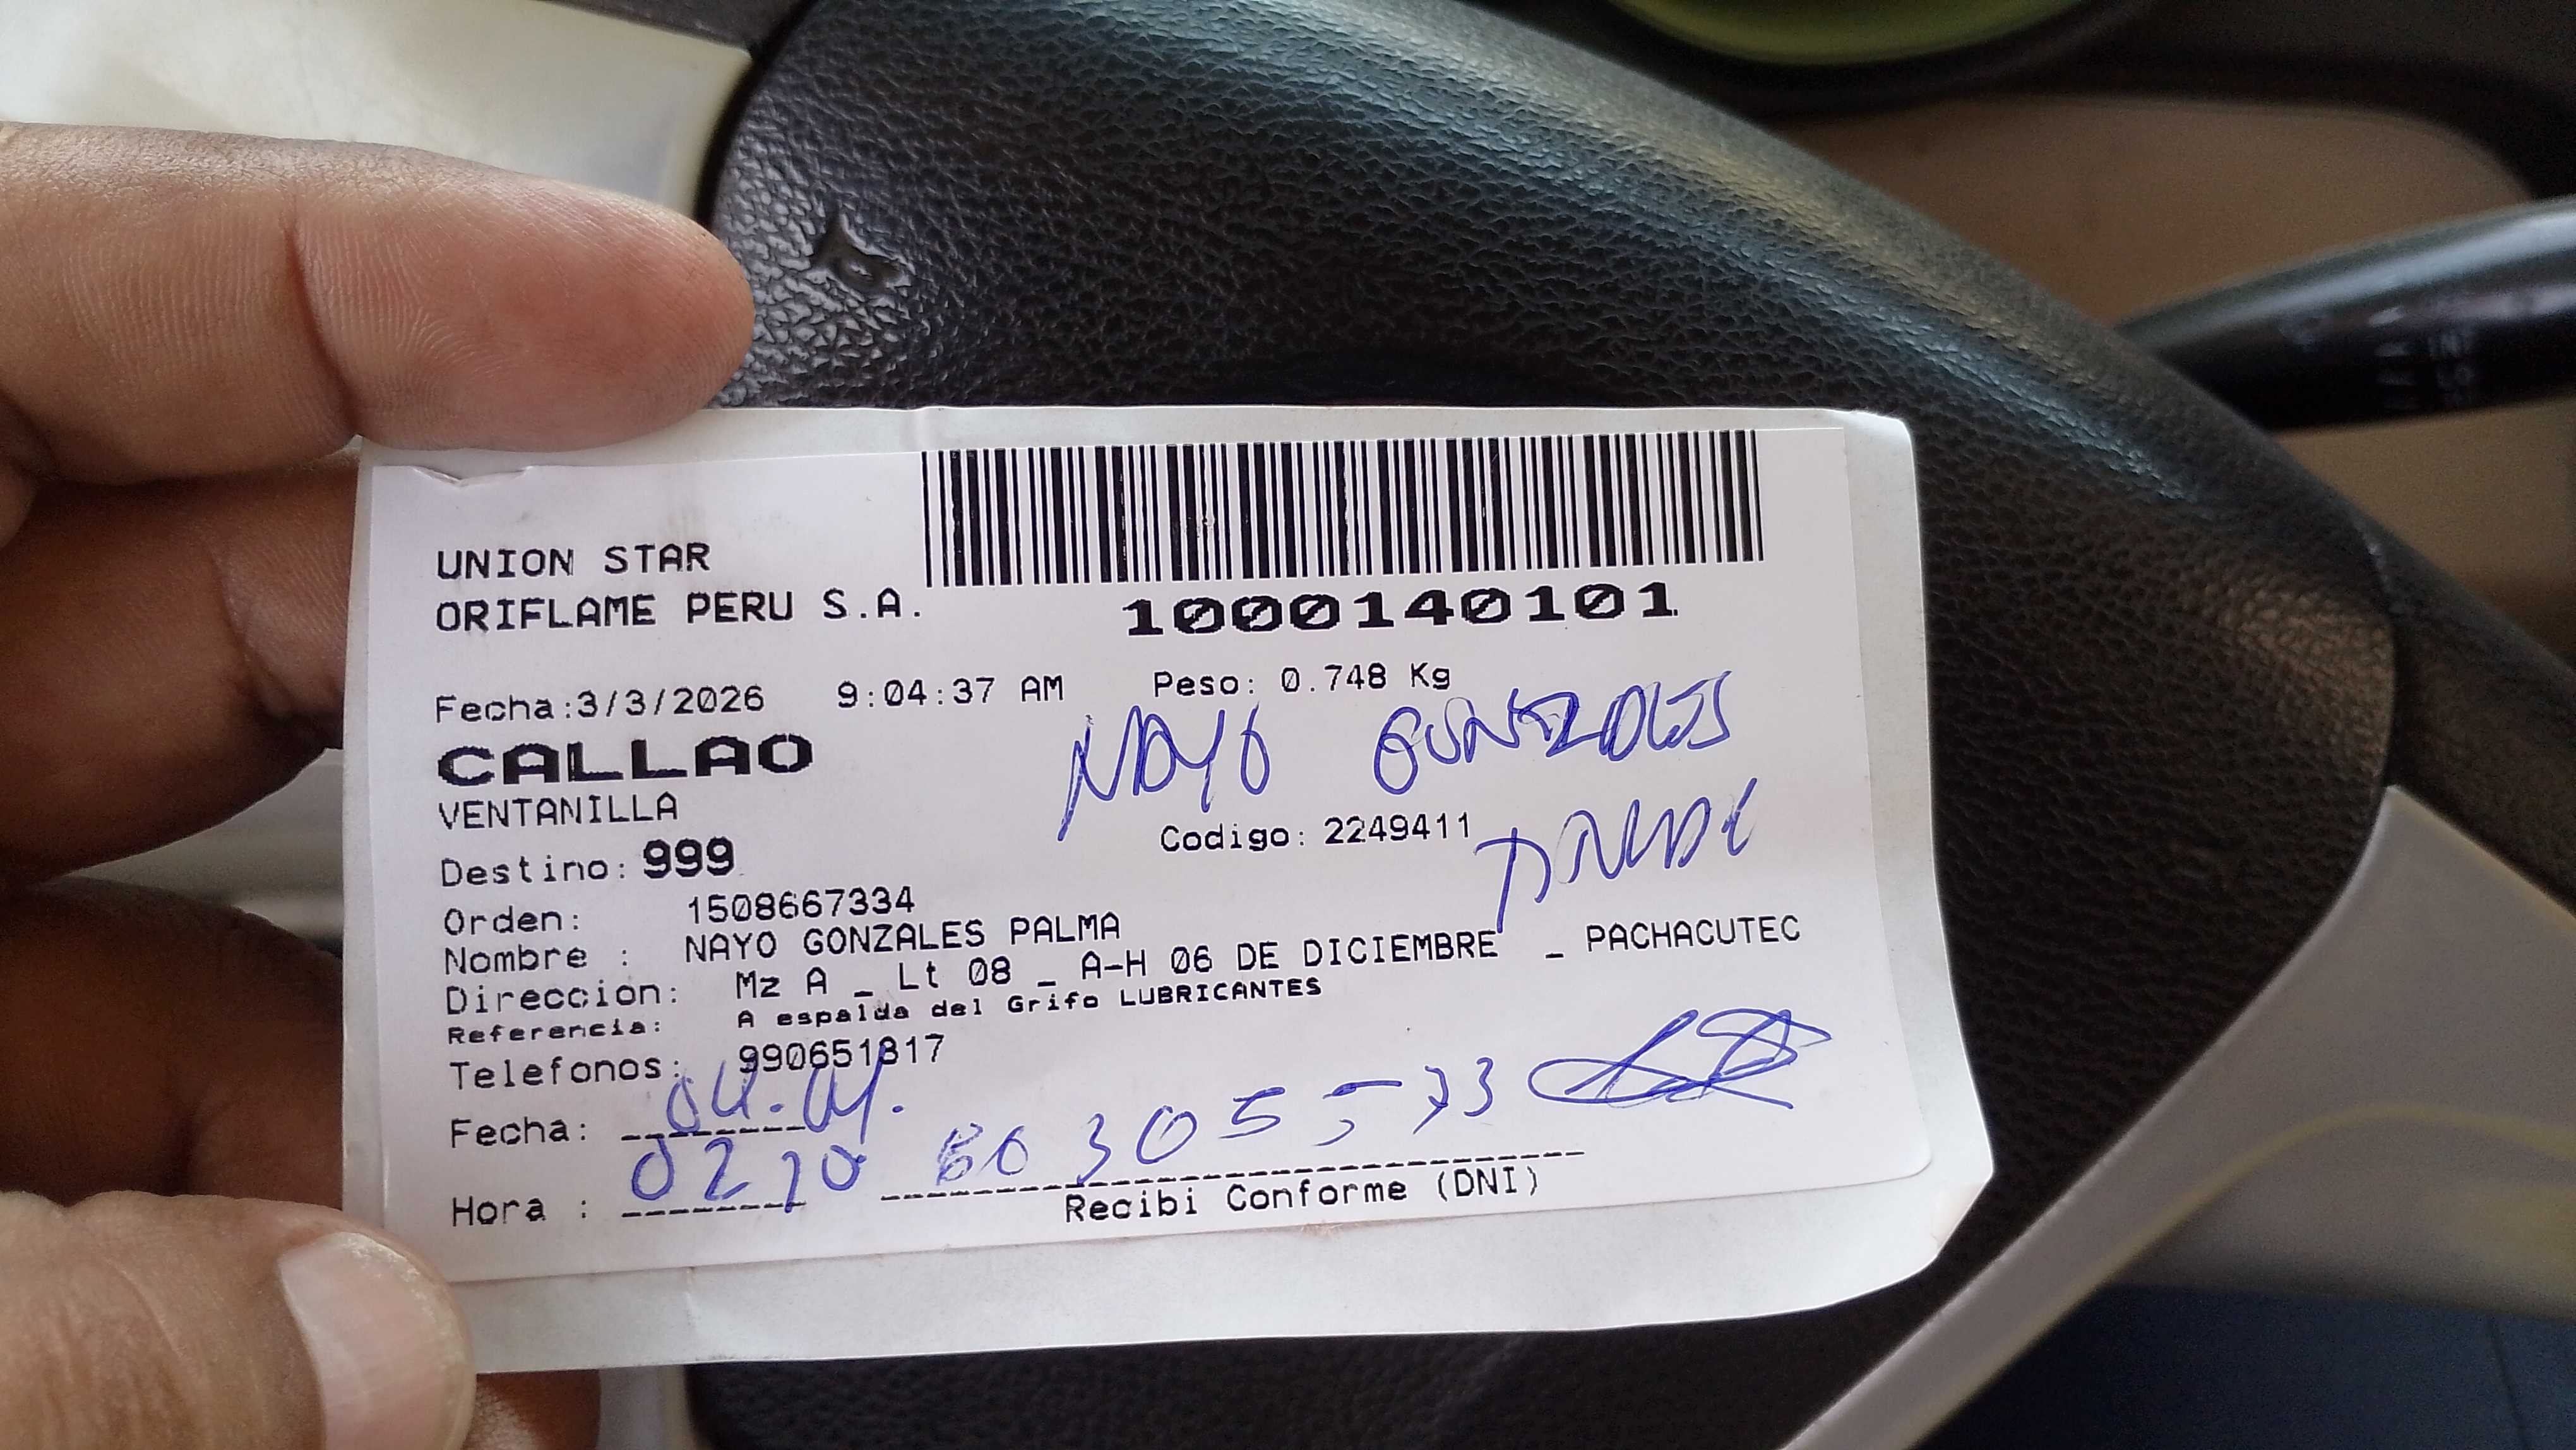 UNION STAR
ORIFLAME PERU S.A.
1000140101
Fecha:3/3/2026 9:04:37 AM Peso: 0.748 Kg
CALLAO
NAYO GONZALES
VENTANILLA
Codigo: 2249411
Destino: 999
Orden: 1508667334
Nombre : NAYO GONZALES PALMA
Direccion: Mz A _ Lt 08 _ A-H 06 DE DICIEMBRE _ PACHACUTEC
Referencia: A espalda del Grifo LUBRICANTES
Telefonos: 990651817
Fecha:
Hora :
Recibi Conforme (DNI)